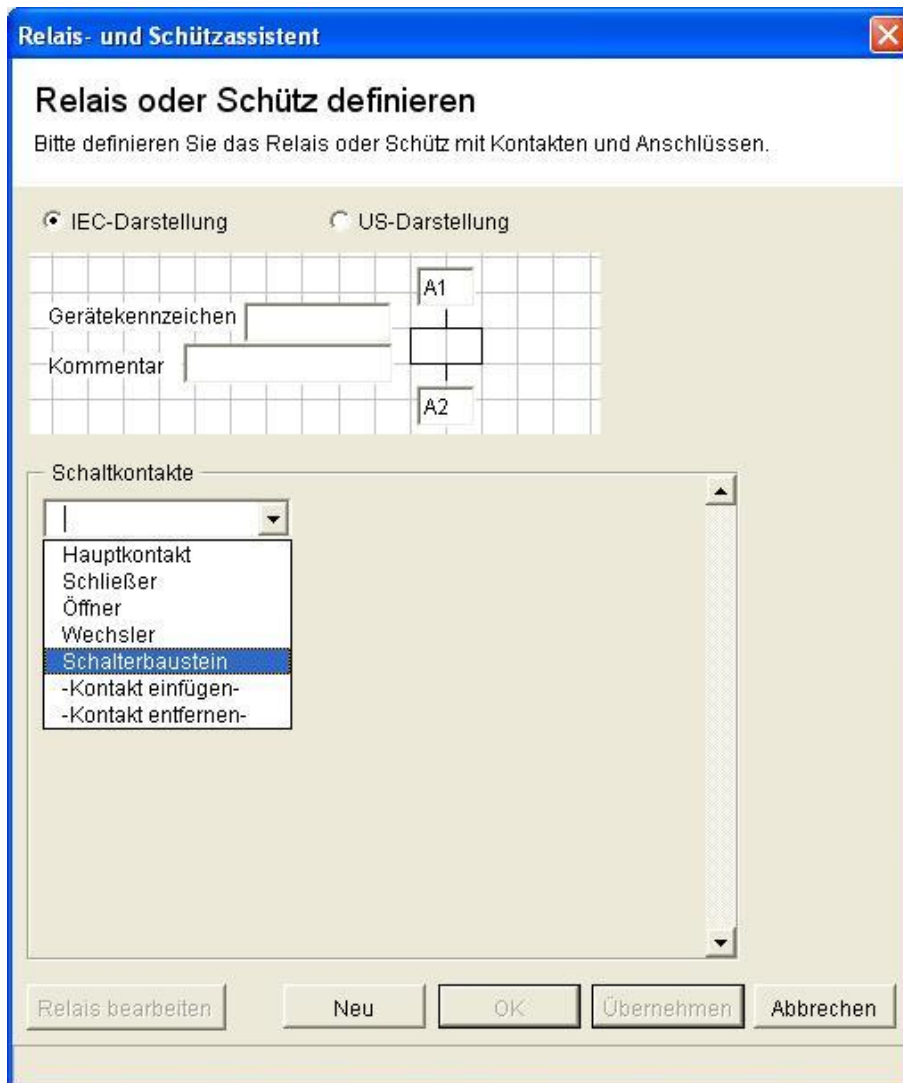 Relais- und Schützassistent
Relais oder Schütz definieren
Bitte definieren Sie das Relais oder Schütz mit Kontakten und Anschlüssen.
IEC-Darstellung US-Darstellung
A1
Gerätekennzeichen
Kommentar
A2
Schaltkontakte
Hauptkontakt
Schließer
Öffner
Wechsler
Schalterbaustein
-Kontakt einfügen-
-Kontakt entfernen-
Relais bearbeiten Neu OK Übernehmen Abbrechen